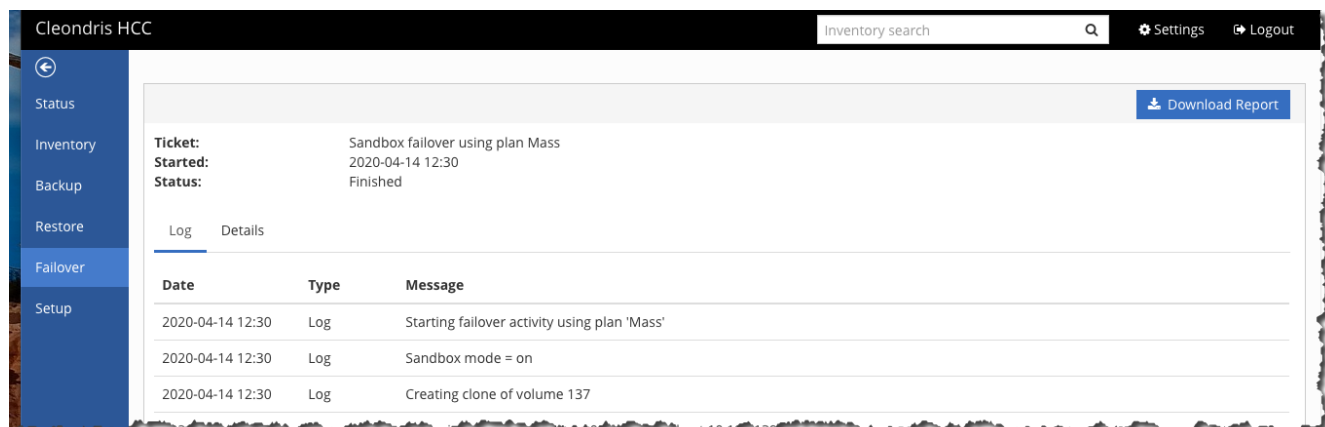 Cleondris HCC
Inventory search
Settings
Logout
Status
Inventory
Backup
Restore
Failover
Setup
Download Report
Ticket: Sandbox failover using plan Mass
Started: 2020-04-14 12:30
Status: Finished
Log Details
Date Type Message
2020-04-14 12:30 Log Starting failover activity using plan 'Mass'
2020-04-14 12:30 Log Sandbox mode = on
2020-04-14 12:30 Log Creating clone of volume 137